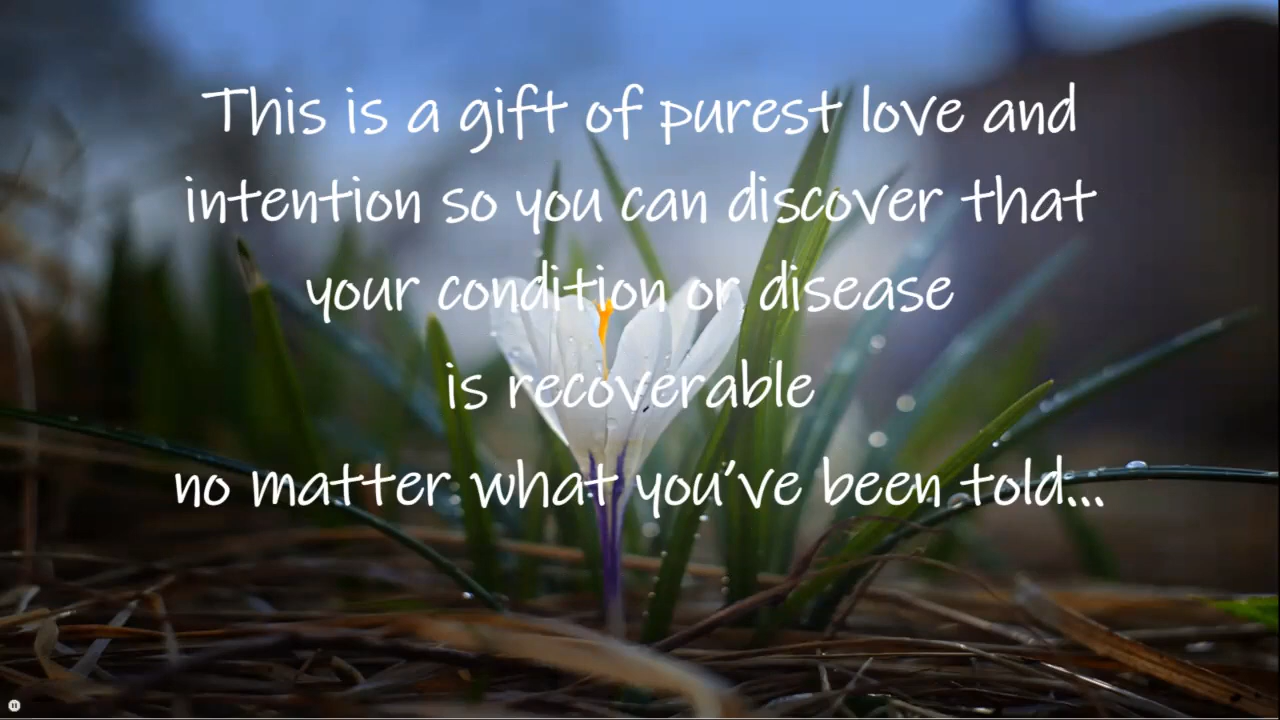 This is a gift of purest love and
intention so you can discover that
your condition or disease
is recoverable
no matter what you've been told...